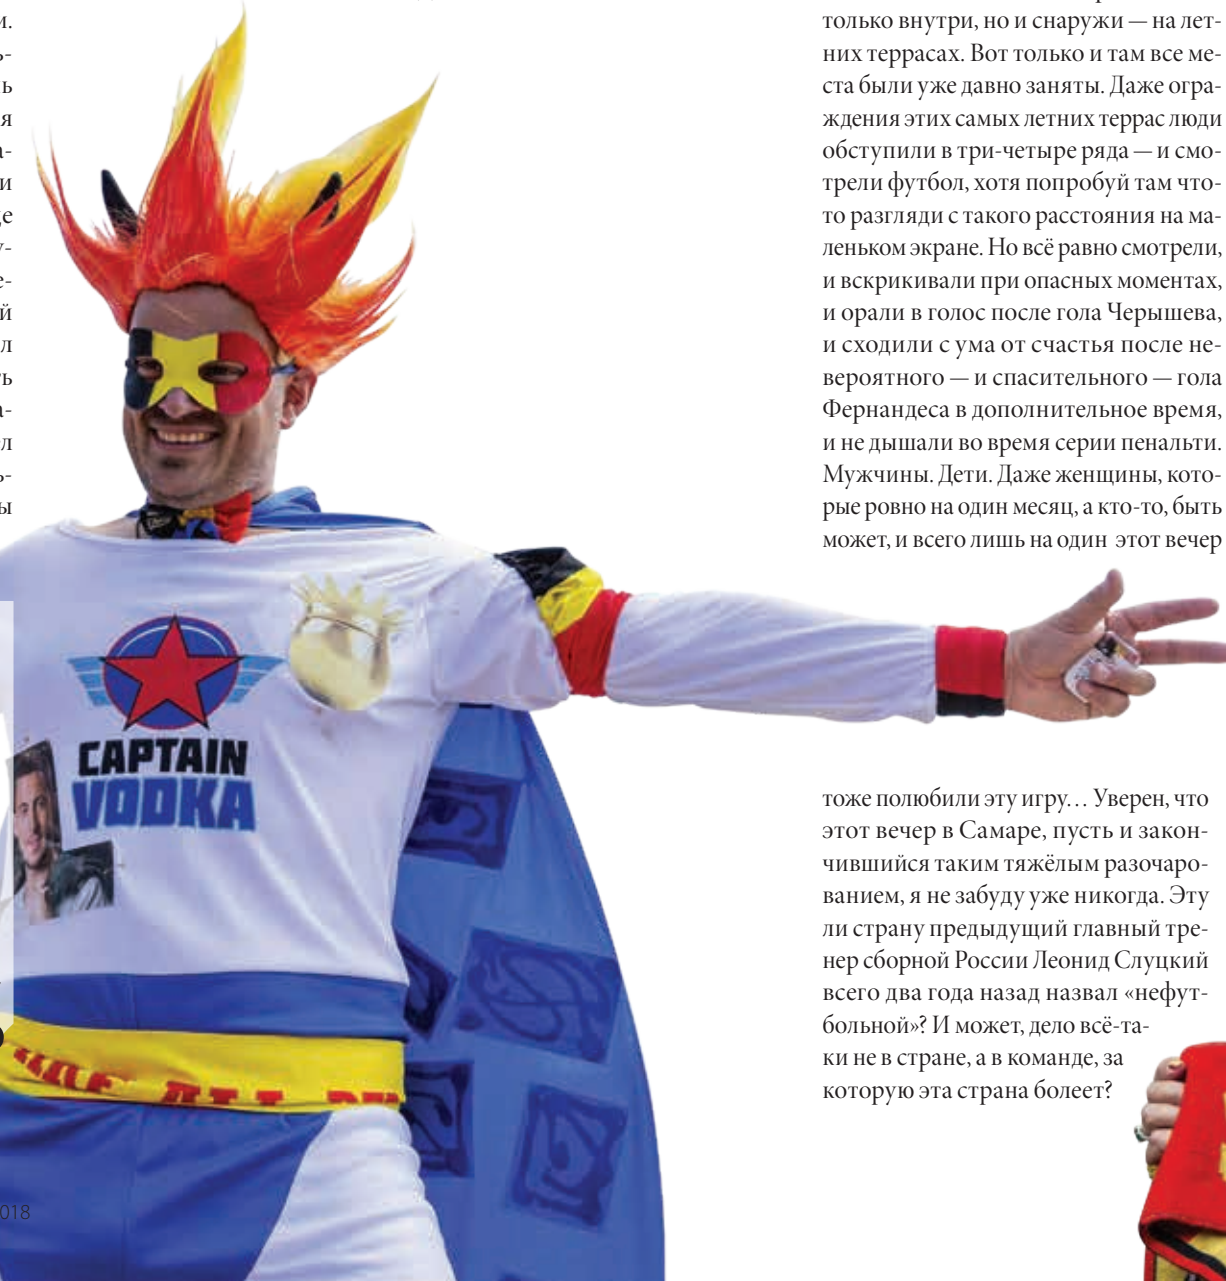 только внутри, но и снаружи — на лет-
них террасах. Вот только и там все ме-
ста были уже давно заняты. Даже огра-
ждения этих самых летних террас люди
обступили в три-четыре ряда — и смо-
трели футбол, хотя попробуй там что-
то разгляди с такого расстояния на ма-
леньком экране. Но всё равно смотрели,
и вскрикивали при опасных моментах,
и орали в голос после гола Черышева,
и сходили с ума от счастья после не-
вероятного — и спасительного — гола
Фернандеса в дополнительное время,
и не дышали во время серии пенальти.
Мужчины. Дети. Даже женщины, кото-
рые ровно на один месяц, а кто-то, быть
может, и всего лишь на один этот вечер
тоже полюбили эту игру… Уверен, что
этот вечер в Самаре, пусть и закон-
чившийся таким тяжёлым разочаро-
ванием, я не забуду уже никогда. Эту
ли страну предыдущий главный тре-
нер сборной России Леонид Слуцкий
всего два года назад назвал «нефут-
больной»? И может, дело всё-та-
ки не в стране, а в команде, за
которую эта страна болеет?
CAPTAIN
VODKA
018